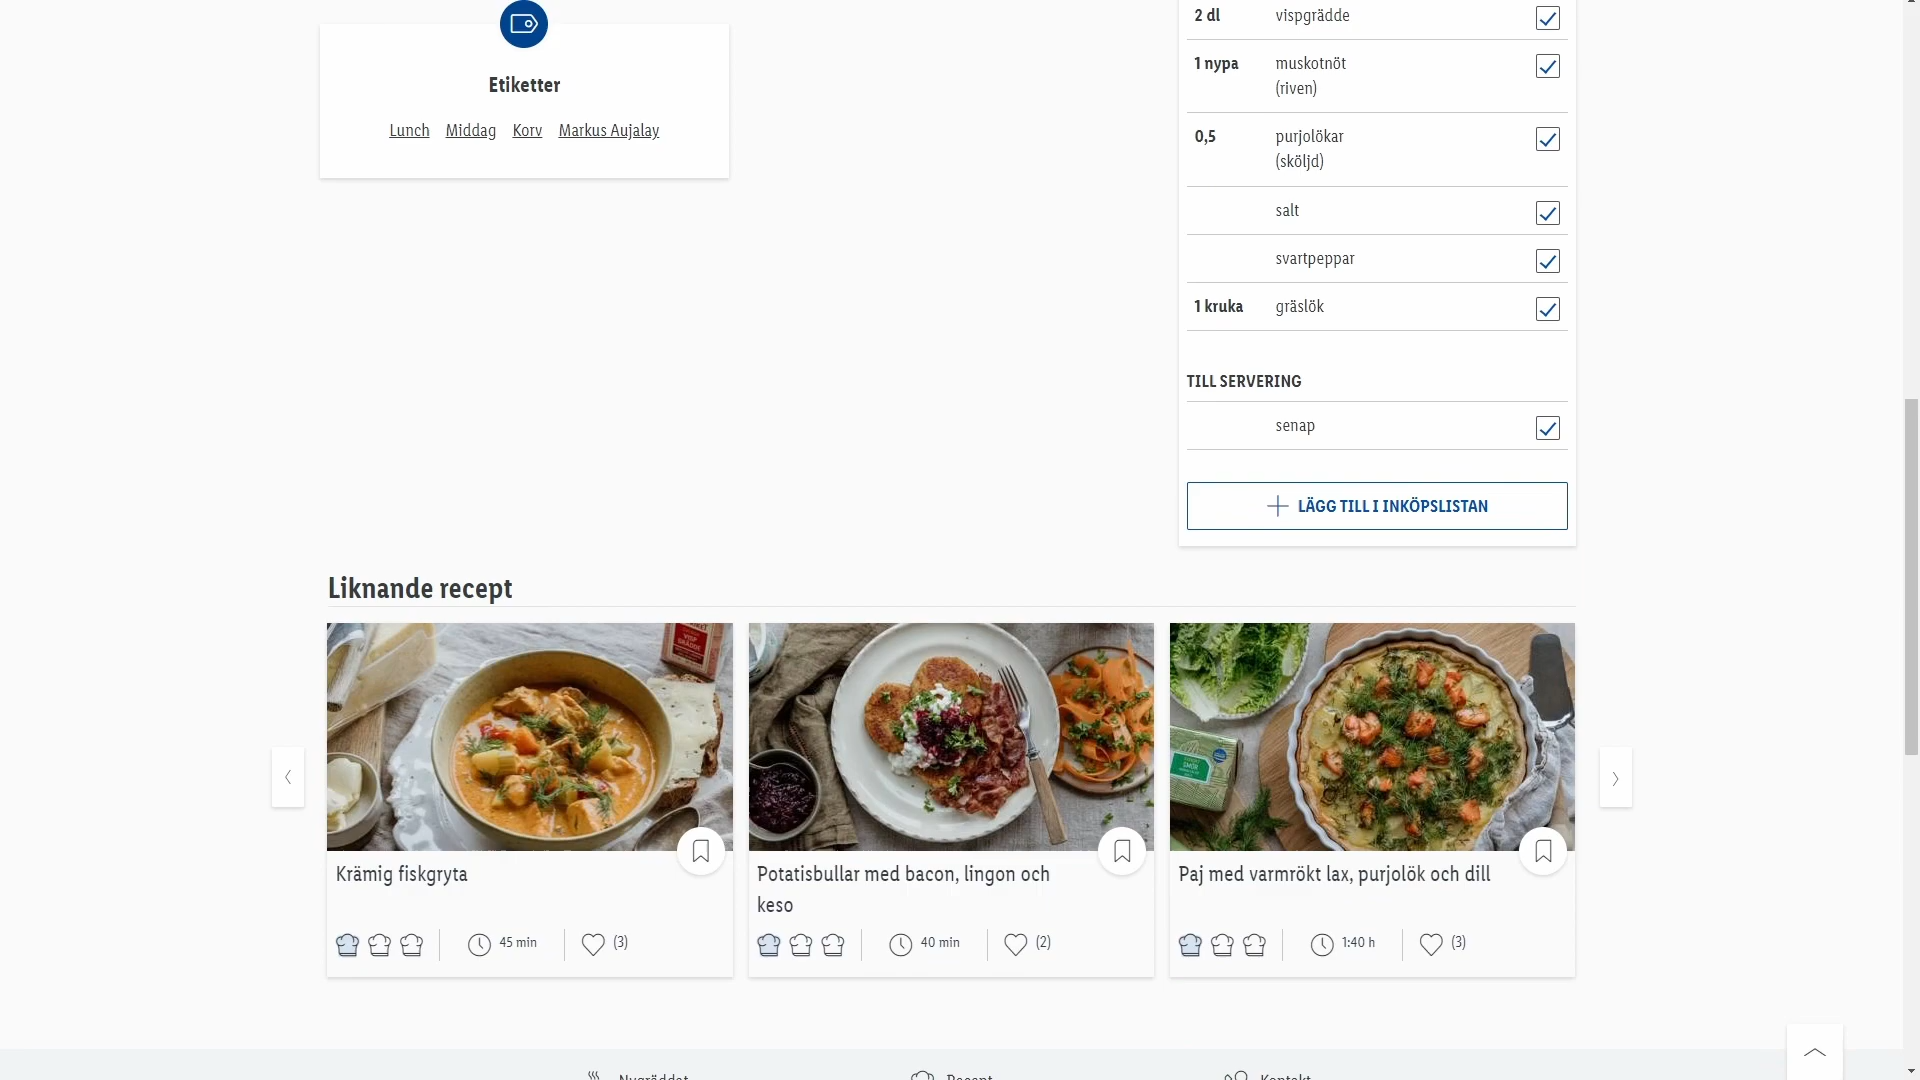 Etiketter
Lunch Middag Korv Markus Aujalay
2 dl vispgrädde
1 nypa muskotnöt
(riven)
0,5 purjolökar
(sköljd)
salt
svartpeppar
1 kruka gräslök
TILL SERVERING
senap
LÄGG TILL I INKÖPSLISTAN
Liknande recept
Krämig fiskgryta
45 min (3)
Potatisbullar med bacon, lingon och
keso
40 min (2)
Paj med varmrökt lax, purjolök och dill
1:40 h (3)
Nygräddat Recept Kontakt